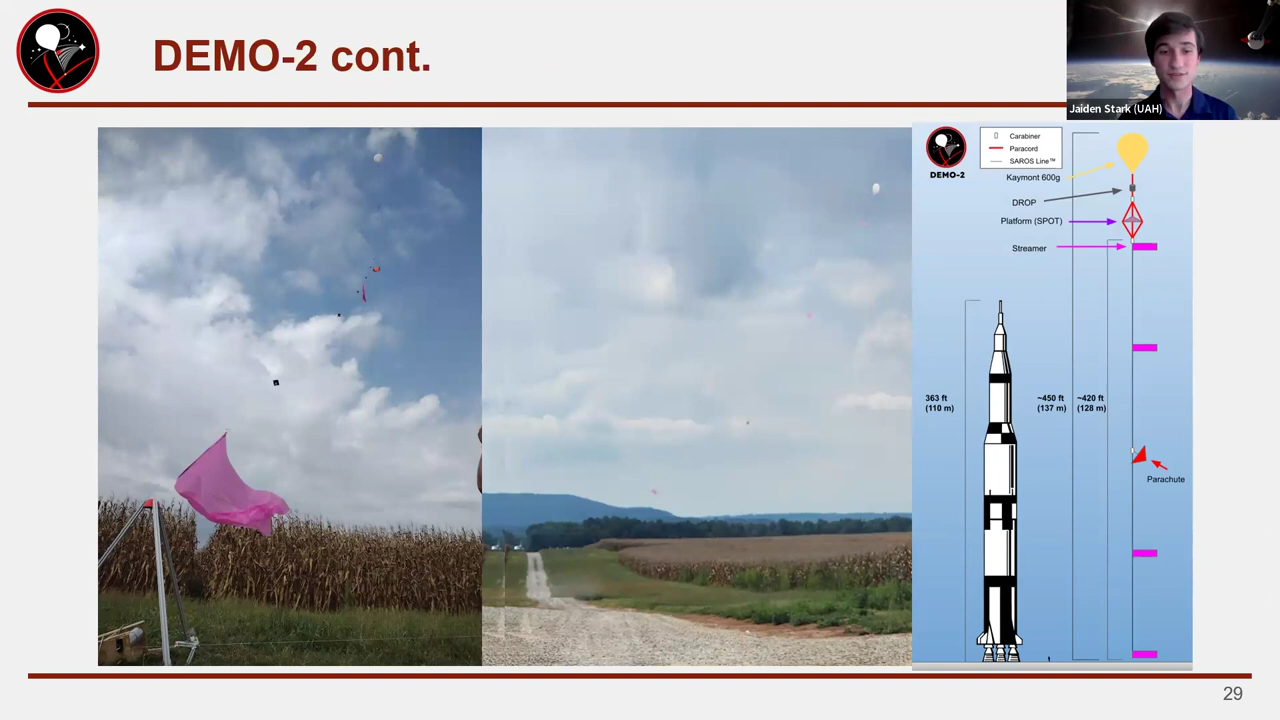 DEMO-2 cont.
Jaiden Stark (UAH)
DEMO-2
Carabiner
Paracord
SAROS Line™
Kaymont 600g
DROP
Platform (SPOT)
Streamer
363 ft
(110 m)
~450 ft
(137 m)
~420 ft
(128 m)
Parachute
29